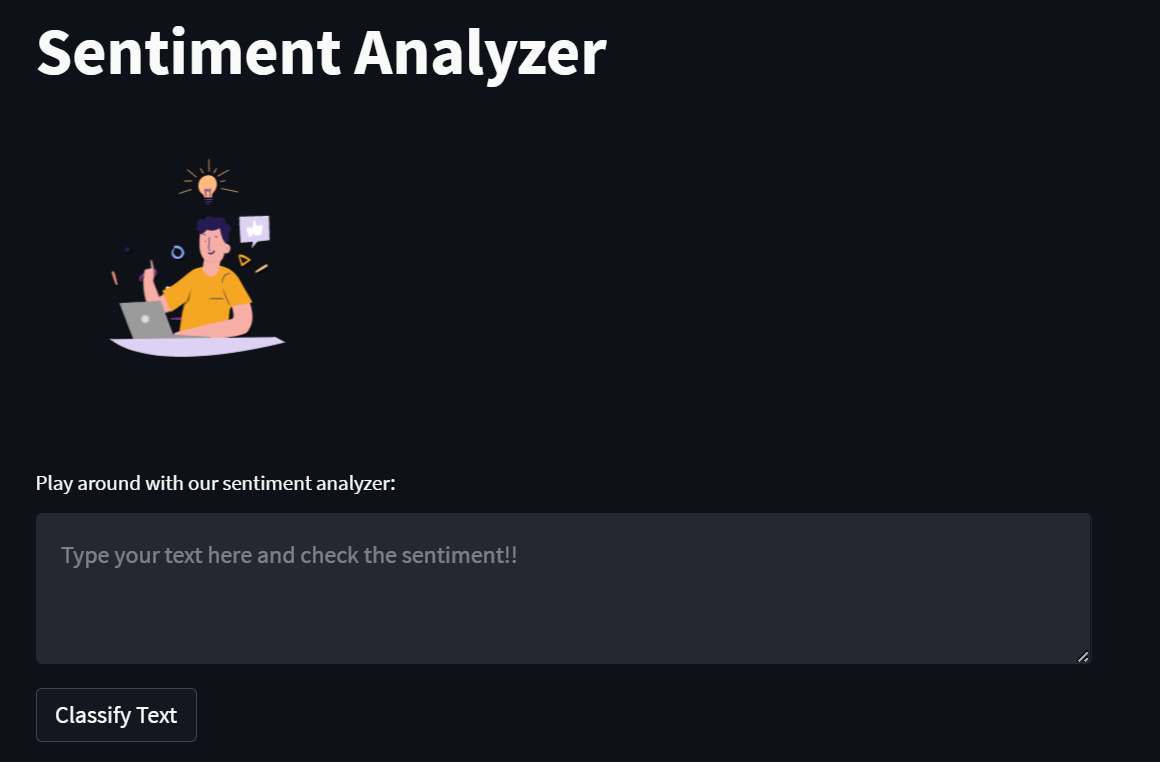 Sentiment Analyzer
Play around with our sentiment analyzer:
Type your text here and check the sentiment!!
Classify Text